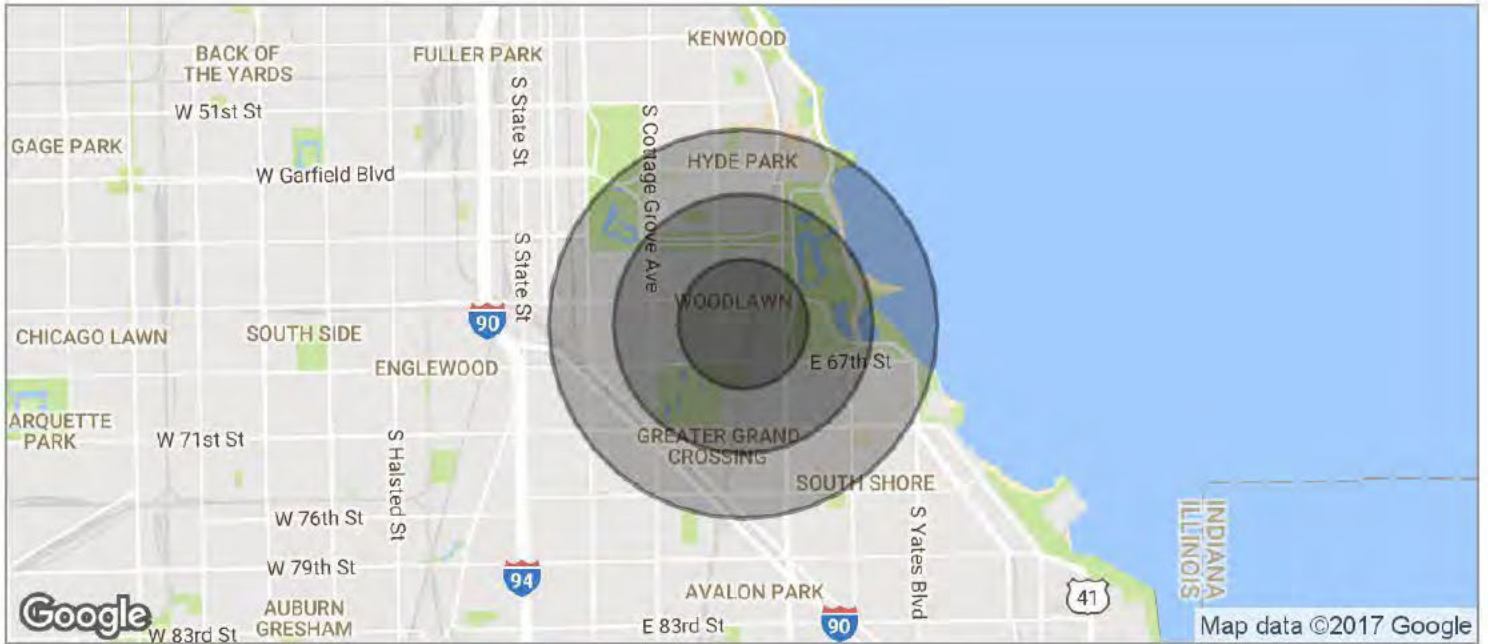 KENWOOD
BACK OF
THE YARDS
FULLER PARK
S State St
W 51st St
S Cottage Grove Ave
GAGE PARK
HYDE PARK
W Garfield Blvd
S State St
WOODLAWN
90
CHICAGO LAWN
SOUTH SIDE
ENGLEWOOD
E 67th St
ARQUETTE
PARK
W 71st St
S Halsted St
GREATER GRAND
CROSSING
SOUTH SHORE
W 76th St
S Yates Blvd
INDIANA
ILLINOIS
W 79th St
94
AVALON PARK
41
Google
AUBURN
GRESHAM
W 83rd St
E 83rd St
90
Map data ©2017 Google